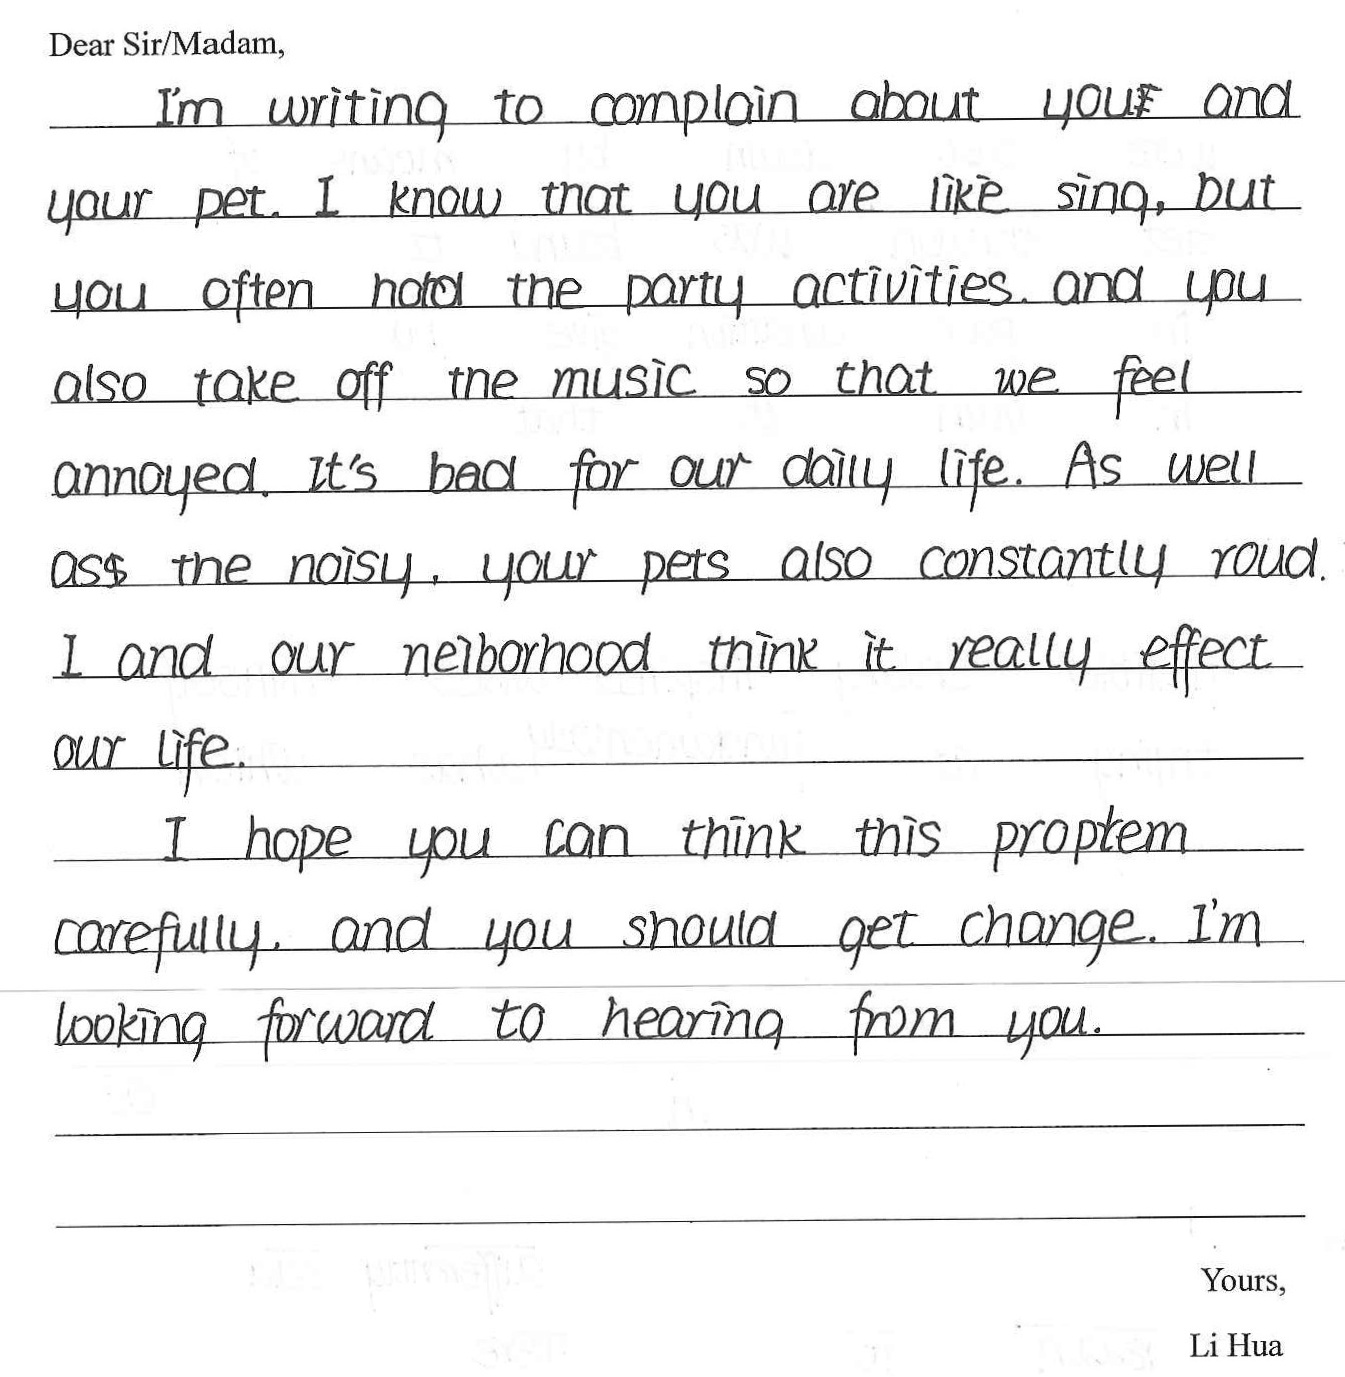 Dear Sir/Madam,
I'm writing to complain about you and
your pet. I know that you are like sing, but
you often hold the party activities. and you
also take off the music so that we feel
annoyed. It's bad for our daily life. As well
as the noisy, your pets also constantly roud.
I and our neiborhood think it really effect
our life.
I hope you can think this proptem
carefully. and you should get change. I'm
looking forward to hearing from you.
Yours,
Li Hua